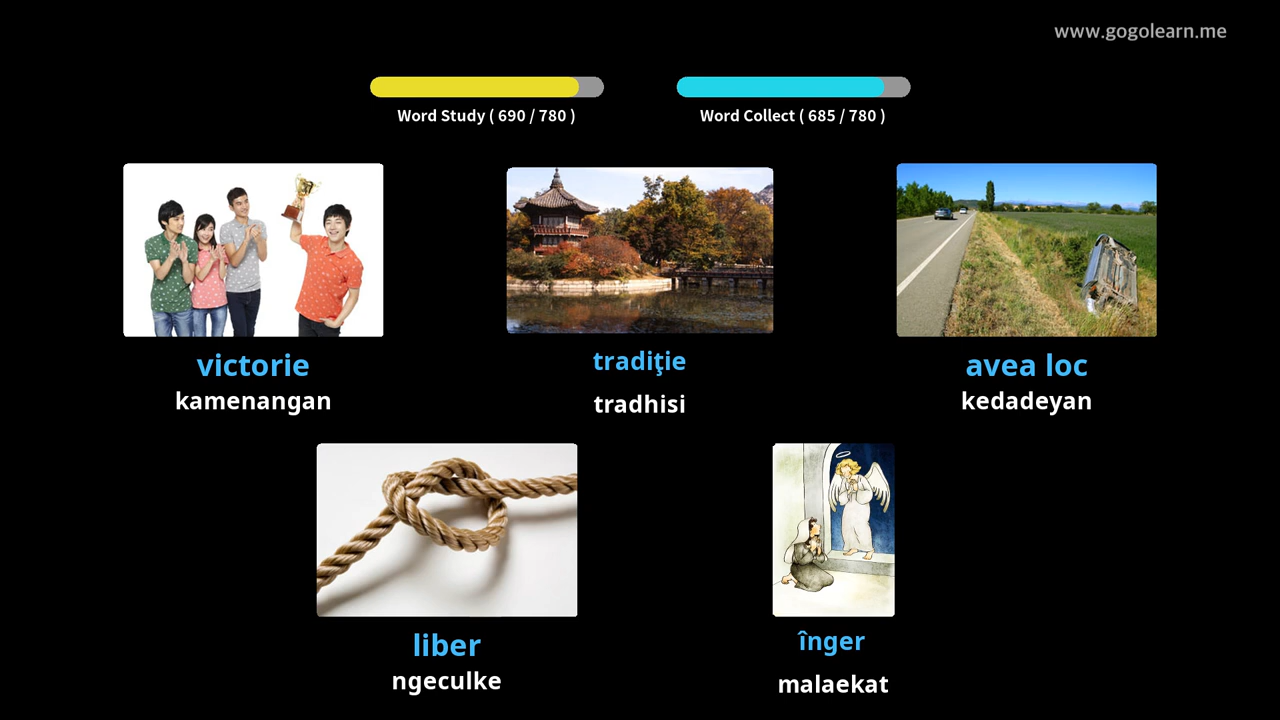 www.gogolearn.me
Word Study ( 690 / 780 )
Word Collect ( 685 / 780 )
victorie
kamenangan
tradiţie
tradhisi
avea loc
kedadeyan
liber
ngeculke
înger
malaekat